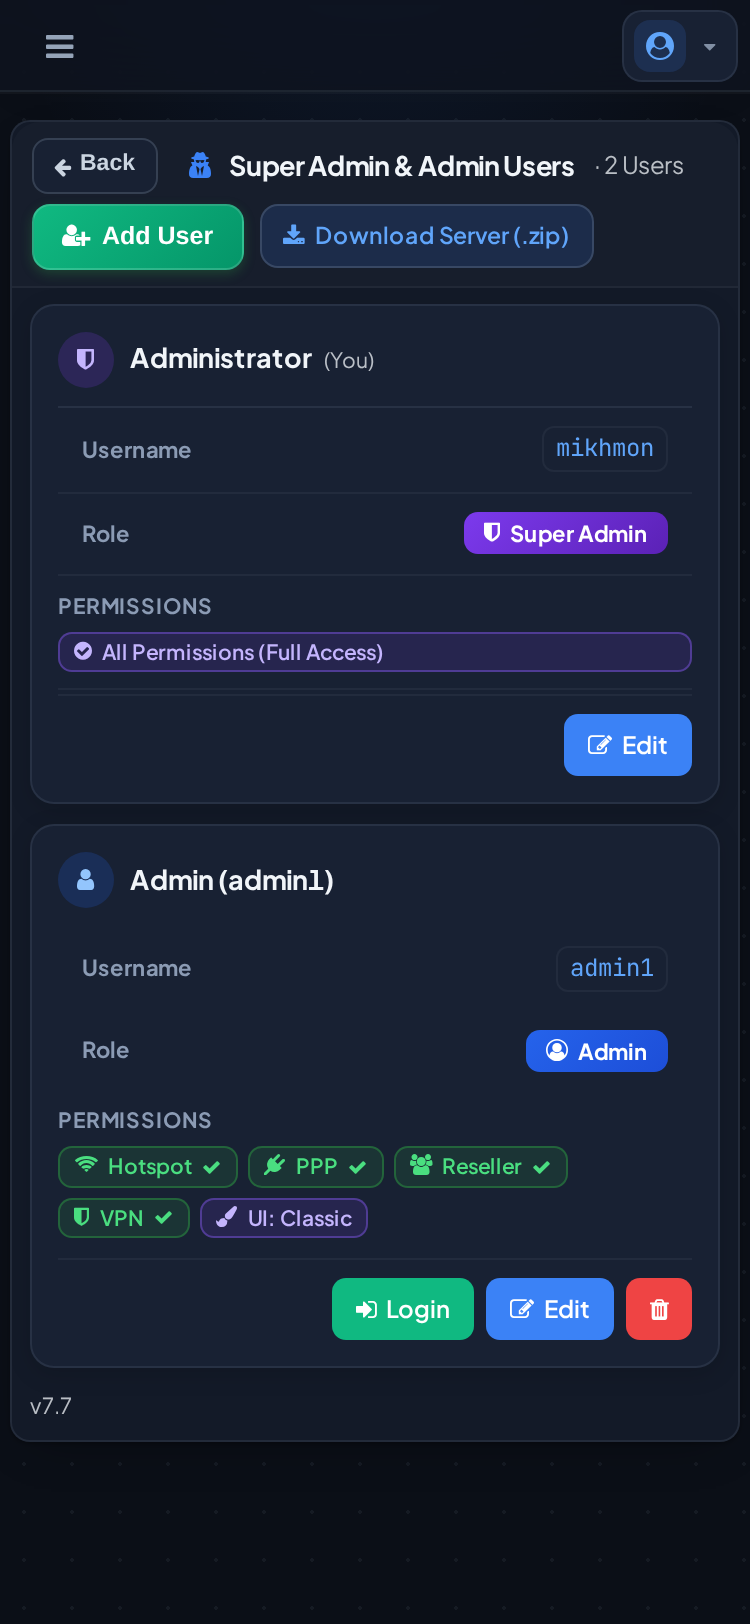 Back Super Admin & Admin Users · 2 Users
Add User Download Server (.zip)
Administrator (You)
Username mikhmon
Role Super Admin
PERMISSIONS
All Permissions (Full Access)
Edit
Admin (admin1)
Username admin1
Role Admin
PERMISSIONS
Hotspot PPP Reseller
VPN UI: Classic
Login Edit
v7.7